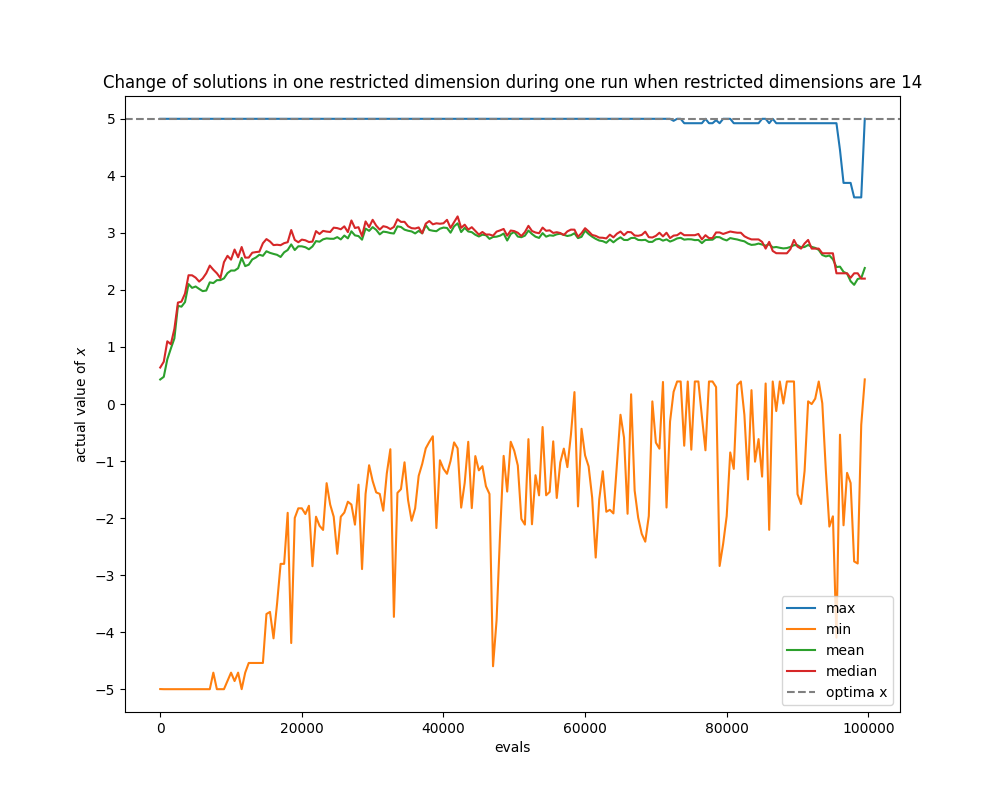 Change of solutions in one restricted dimension during one run when restricted dimensions are 14
5
4
3
2
1
0
−1
−2
−3
−4
−5
actual value of x
0
20000
40000
60000
80000
100000
evals
max
min
mean
median
optima x